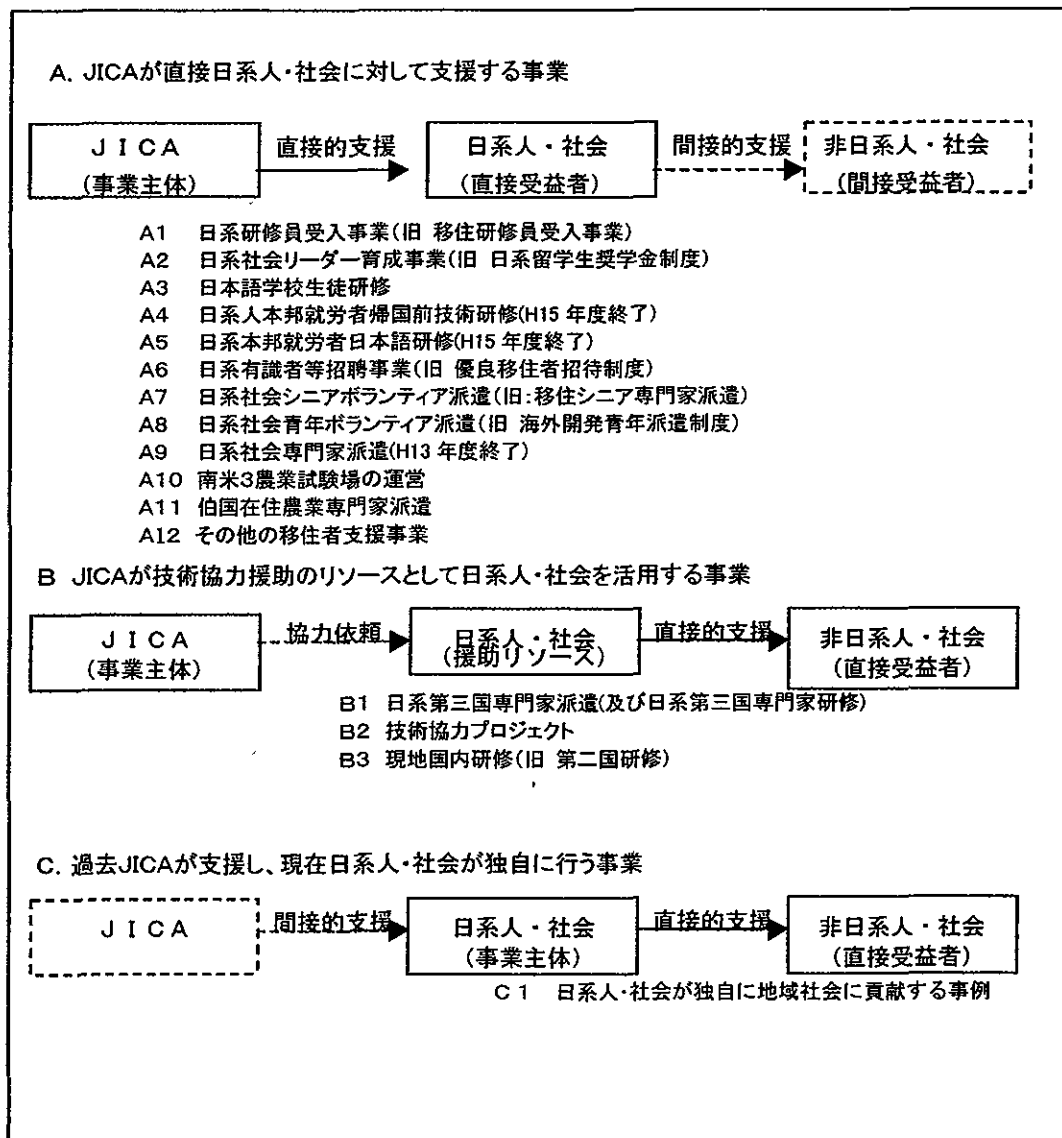 A. JICAが直接日系人・社会に対して支援する事業
JICA 直接的支援 日系人・社会 間接的支援 非日系人・社会
(事業主体) (直接受益者) (間接受益者)
A1 日系研修員受入事業(旧 移住研修員受入事業)
A2 日系社会リーダー育成事業(旧 日系留学生奨学金制度)
A3 日本語学校生徒研修
A4 日系人本邦就労者帰国前技術研修(H15年度終了)
A5 日系本邦就労者日本語研修(H15年度終了)
A6 日系有識者等招聘事業(旧 優良移住者招待制度)
A7 日系社会シニアボランティア派遣(旧:移住シニア専門家派遣)
A8 日系社会青年ボランティア派遣(旧 海外開発青年派遣制度)
A9 日系社会専門家派遣(H13年度終了)
A10 南米3農業試験場の運営
A11 伯国在住農業専門家派遣
A12 その他の移住者支援事業
B JICAが技術協力援助のリソースとして日系人・社会を活用する事業
JICA 協力依頼 日系人・社会 直接的支援 非日系人・社会
(事業主体) (援助リソース) (直接受益者)
B1 日系第三国専門家派遣(及び日系第三国専門家研修)
B2 技術協力プロジェクト
B3 現地国内研修(旧 第二国研修)
C. 過去JICAが支援し、現在日系人・社会が独自に行う事業
JICA 間接的支援 日系人・社会 直接的支援 非日系人・社会
(事業主体) (直接受益者)
C1 日系人・社会が独自に地域社会に貢献する事例